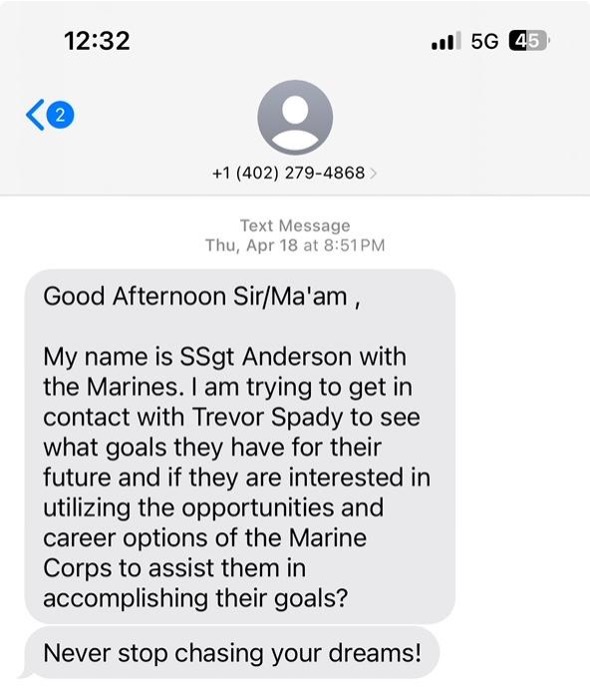 12:32
5G 45
2
+1 (402) 279-4868 >
Text Message
Thu, Apr 18 at 8:51 PM
Good Afternoon Sir/Ma'am ,
My name is SSgt Anderson with
the Marines. I am trying to get in
contact with Trevor Spady to see
what goals they have for their
future and if they are interested in
utilizing the opportunities and
career options of the Marine
Corps to assist them in
accomplishing their goals?
Never stop chasing your dreams!